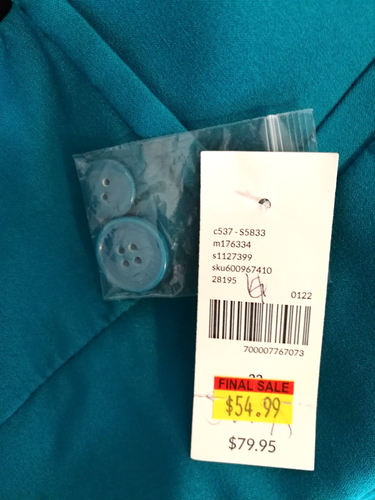 c537 - S5833
m176334
s1127399
sku600967410
28195
0122
700007767073
FINAL SALE
$54.99
$79.95